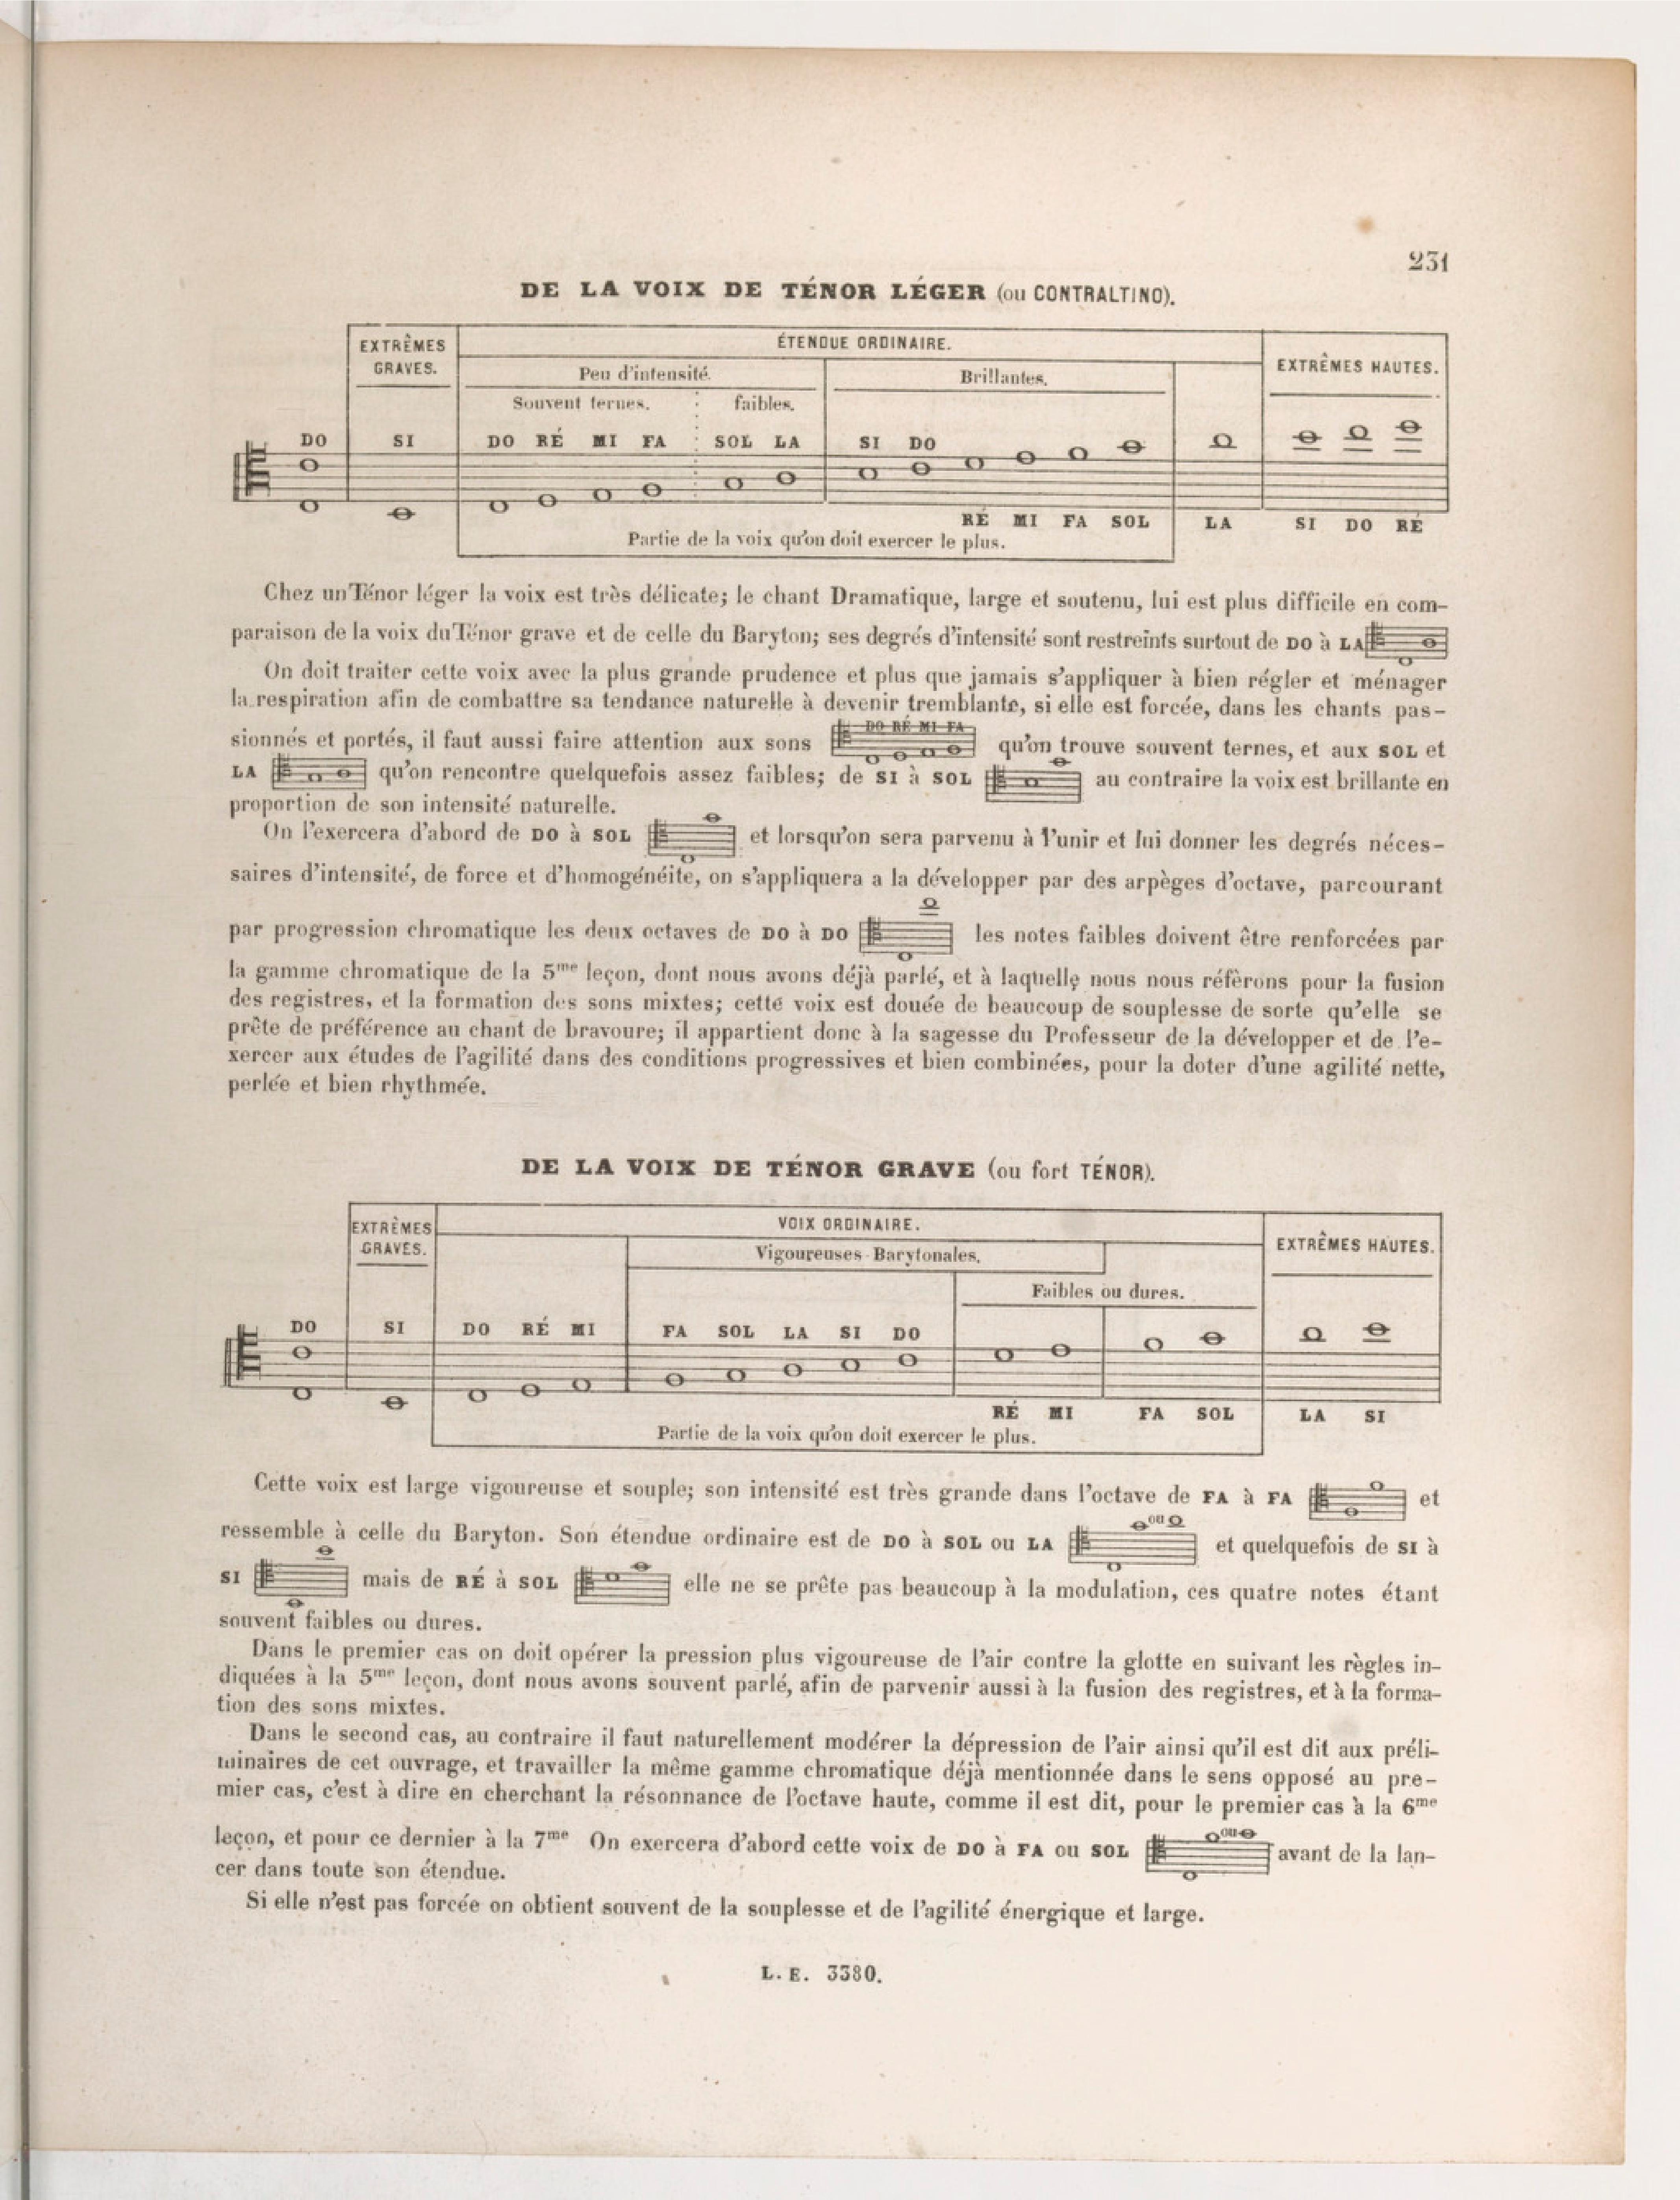 231
DE LA VOIX DE TÉNOR LÉGER (ou CONTRALTINO).
EXTRÊMES GRAVES.
ÉTENDUE ORDINAIRE.
EXTRÊMES HAUTES.
Peu d'intensité.
Brillantes.
Souvent ternes. faibles.
DO SI DO RÉ MI FA SOL LA SI DO
RÉ MI FA SOL LA SI DO RÉ
Partie de la voix qu'on doit exercer le plus.
Chez un Ténor léger la voix est très délicate; le chant Dramatique, large et soutenu, lui est plus difficile en com-
paraison de la voix du Ténor grave et de celle du Baryton; ses degrés d'intensité sont restreints surtout de DO à LA
On doit traiter cette voix avec la plus grande prudence et plus que jamais s'appliquer à bien régler et ménager
la respiration afin de combattre sa tendance naturelle à devenir tremblante, si elle est forcée, dans les chants pas-
sionnés et portés, il faut aussi faire attention aux sons DO RÉ MI FA qu'on trouve souvent ternes, et aux SOL et
LA qu'on rencontre quelquefois assez faibles; de SI à SOL au contraire la voix est brillante en
proportion de son intensité naturelle.
On l'exercera d'abord de DO à SOL et lorsqu'on sera parvenu à l'unir et lui donner les degrés néces-
saires d'intensité, de force et d'homogénéite, on s'appliquera a la développer par des arpèges d'octave, parcourant
par progression chromatique les deux octaves de DO à DO les notes faibles doivent être renforcées par
la gamme chromatique de la 5me leçon, dont nous avons déjà parlé, et à laquelle nous nous réfèrons pour la fusion
des registres, et la formation des sons mixtes; cette voix est douée de beaucoup de souplesse de sorte qu'elle se
prête de préférence au chant de bravoure; il appartient donc à la sagesse du Professeur de la développer et de l'e-
xercer aux études de l'agilité dans des conditions progressives et bien combinées, pour la doter d'une agilité nette,
perlée et bien rhythmée.
DE LA VOIX DE TÉNOR GRAVE (ou fort TÉNOR).
EXTRÈMES GRAVES.
VOIX ORDINAIRE.
EXTRÊMES HAUTES.
Vigoureuses Barytonales.
Faibles ou dures.
DO SI DO RÉ MI FA SOL LA SI DO
RÉ MI FA SOL LA SI
Partie de la voix qu'on doit exercer le plus.
Cette voix est large vigoureuse et souple; son intensité est très grande dans l'octave de FA à FA et
ressemble à celle du Baryton. Son étendue ordinaire est de DO à SOL ou LA ou et quelquefois de SI à
SI mais de RÉ à SOL elle ne se prête pas beaucoup à la modulation, ces quatre notes étant
souvent faibles ou dures.
Dans le premier cas on doit opérer la pression plus vigoureuse de l'air contre la glotte en suivant les règles in-
diquées à la 5me leçon, dont nous avons souvent parlé, afin de parvenir aussi à la fusion des registres, et à la forma-
tion des sons mixtes.
Dans le second cas, au contraire il faut naturellement modérer la dépression de l'air ainsi qu'il est dit aux préli-
minaires de cet ouvrage, et travailler la même gamme chromatique déjà mentionnée dans le sens opposé au pre-
mier cas, c'est à dire en cherchant la résonnance de l'octave haute, comme il est dit, pour le premier cas à la 6me
leçon, et pour ce dernier à la 7me On exercera d'abord cette voix de DO à FA ou SOL ou avant de la lan-
cer dans toute son étendue.
Si elle n'est pas forcée on obtient souvent de la souplesse et de l'agilité énergique et large.
L. E. 3380.